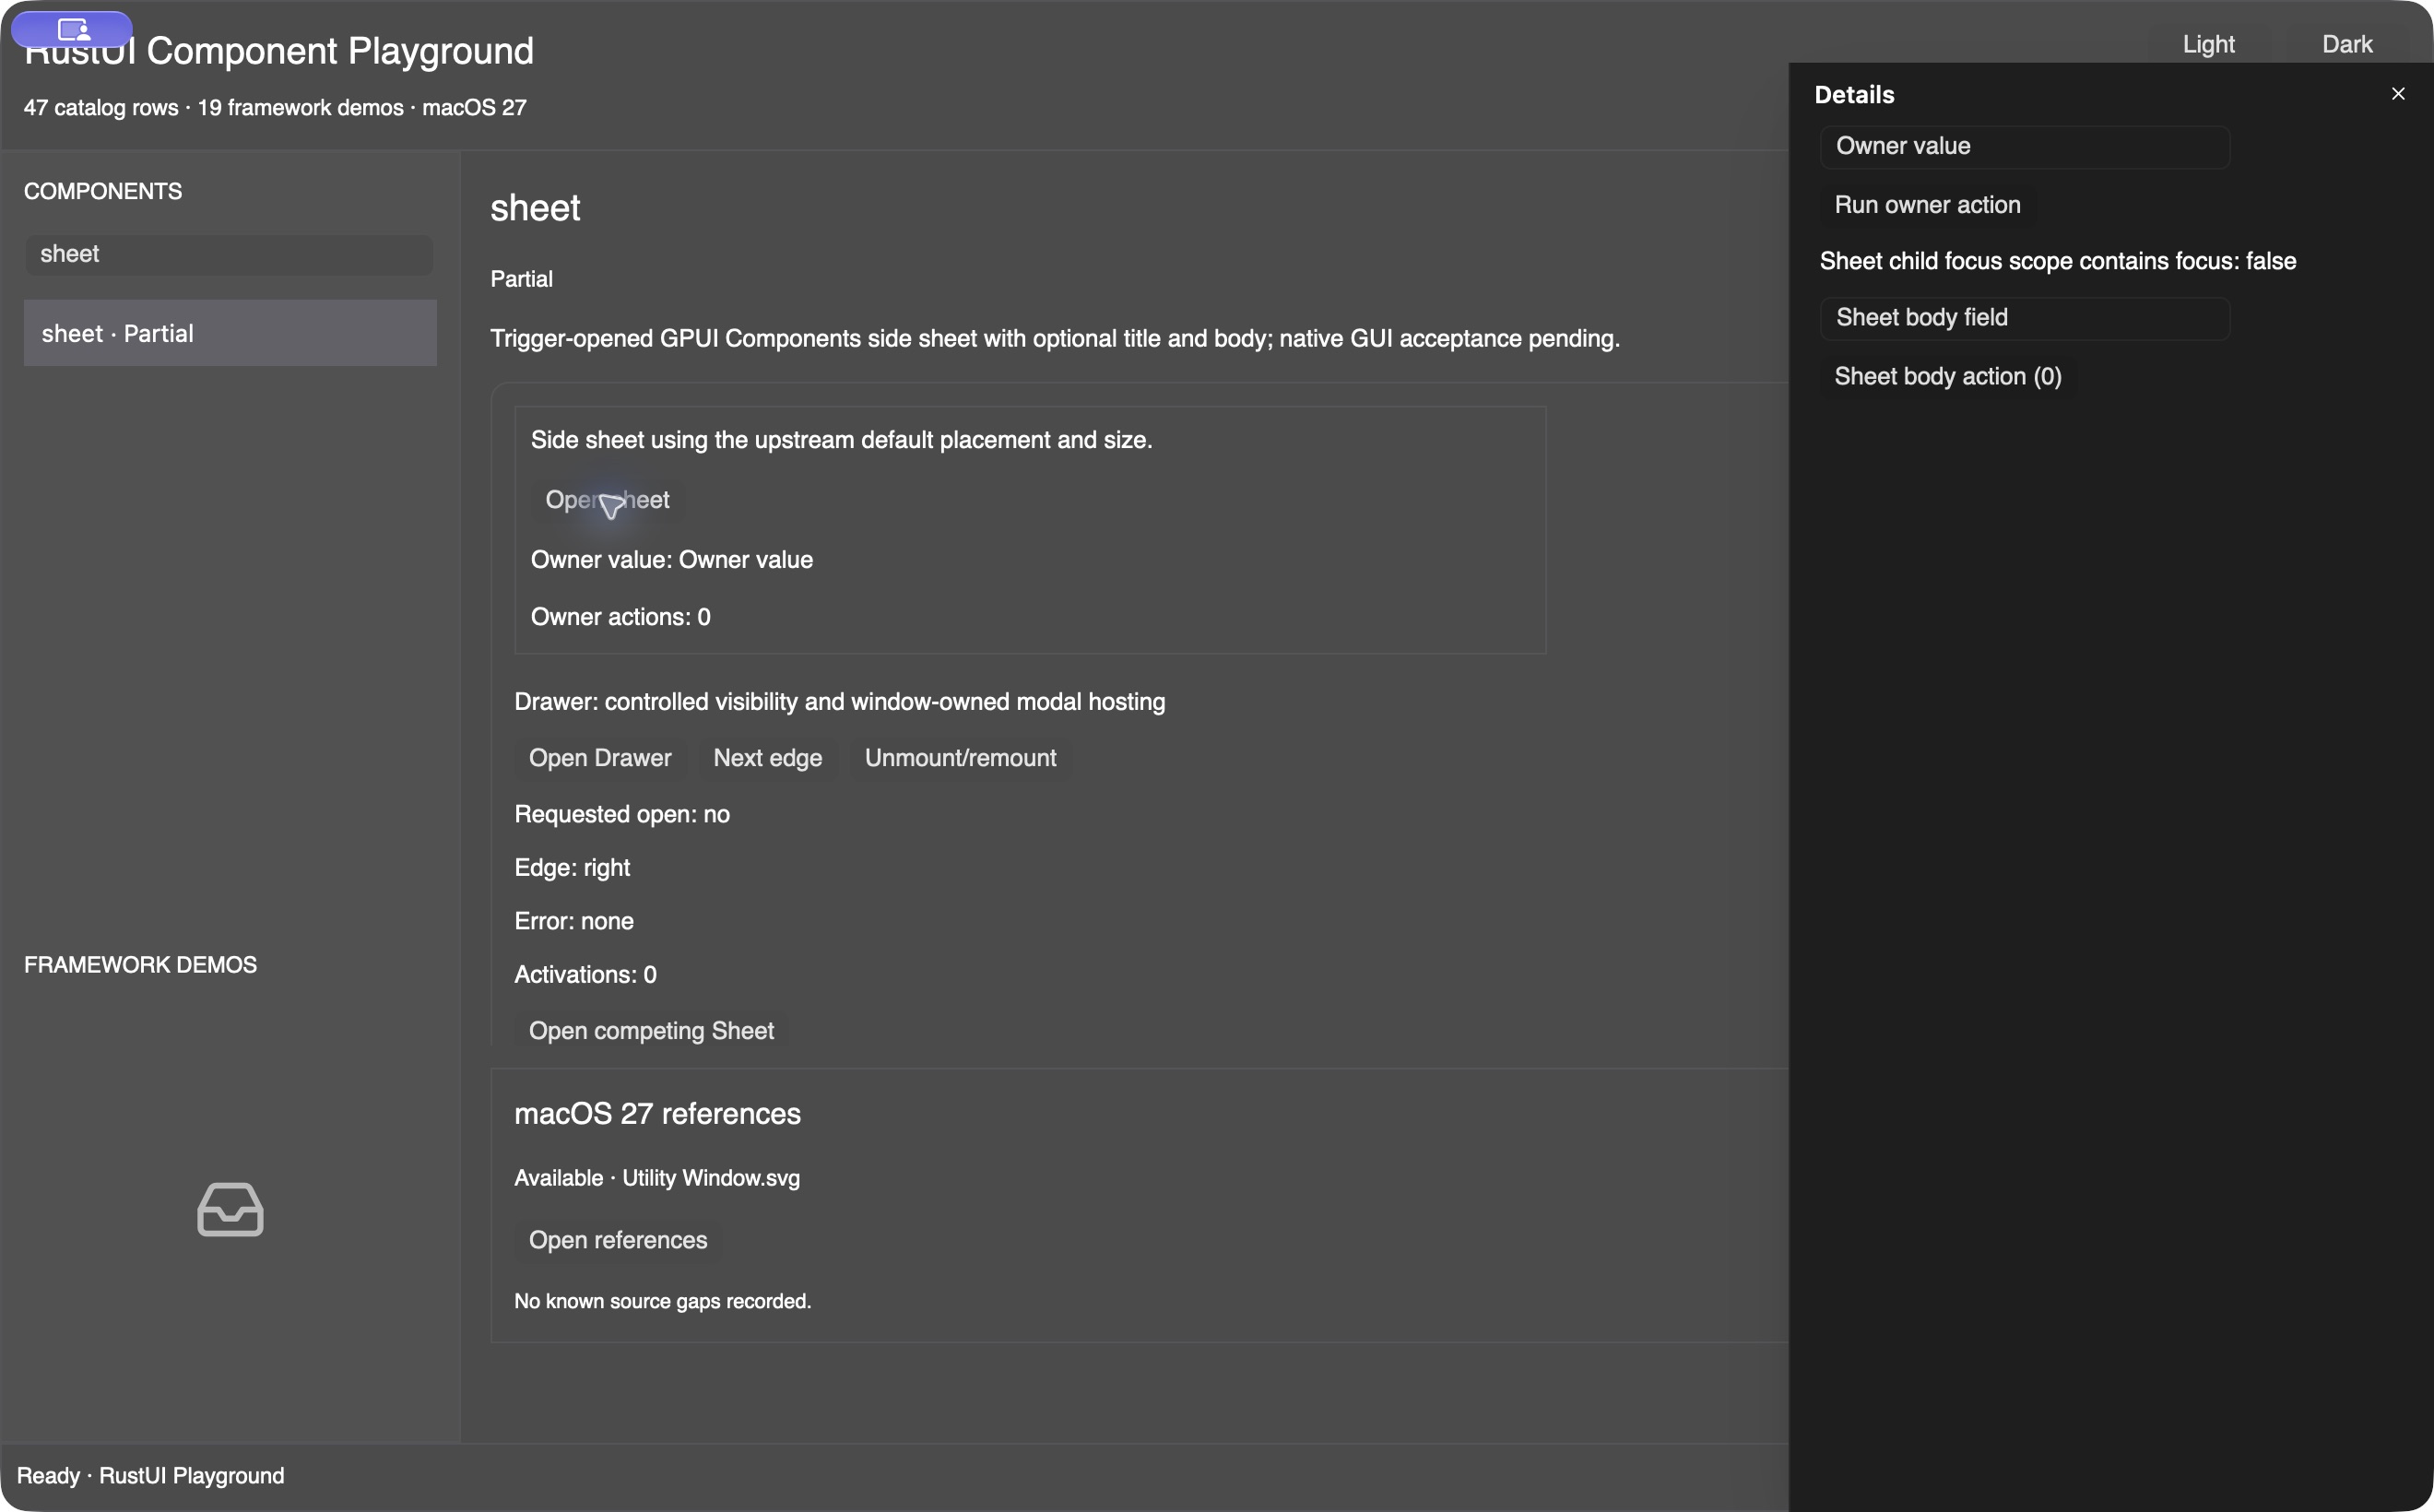 RustUI Component Playground
Light
Dark
47 catalog rows · 19 framework demos · macOS 27
COMPONENTS
sheet
sheet · Partial
FRAMEWORK DEMOS
sheet
Partial
Trigger-opened GPUI Components side sheet with optional title and body; native GUI acceptance pending.
Side sheet using the upstream default placement and size.
Open sheet
Owner value: Owner value
Owner actions: 0
Drawer: controlled visibility and window-owned modal hosting
Open Drawer
Next edge
Unmount/remount
Requested open: no
Edge: right
Error: none
Activations: 0
Open competing Sheet
macOS 27 references
Available · Utility Window.svg
Open references
No known source gaps recorded.
Details
Owner value
Run owner action
Sheet child focus scope contains focus: false
Sheet body field
Sheet body action (0)
Ready · RustUI Playground